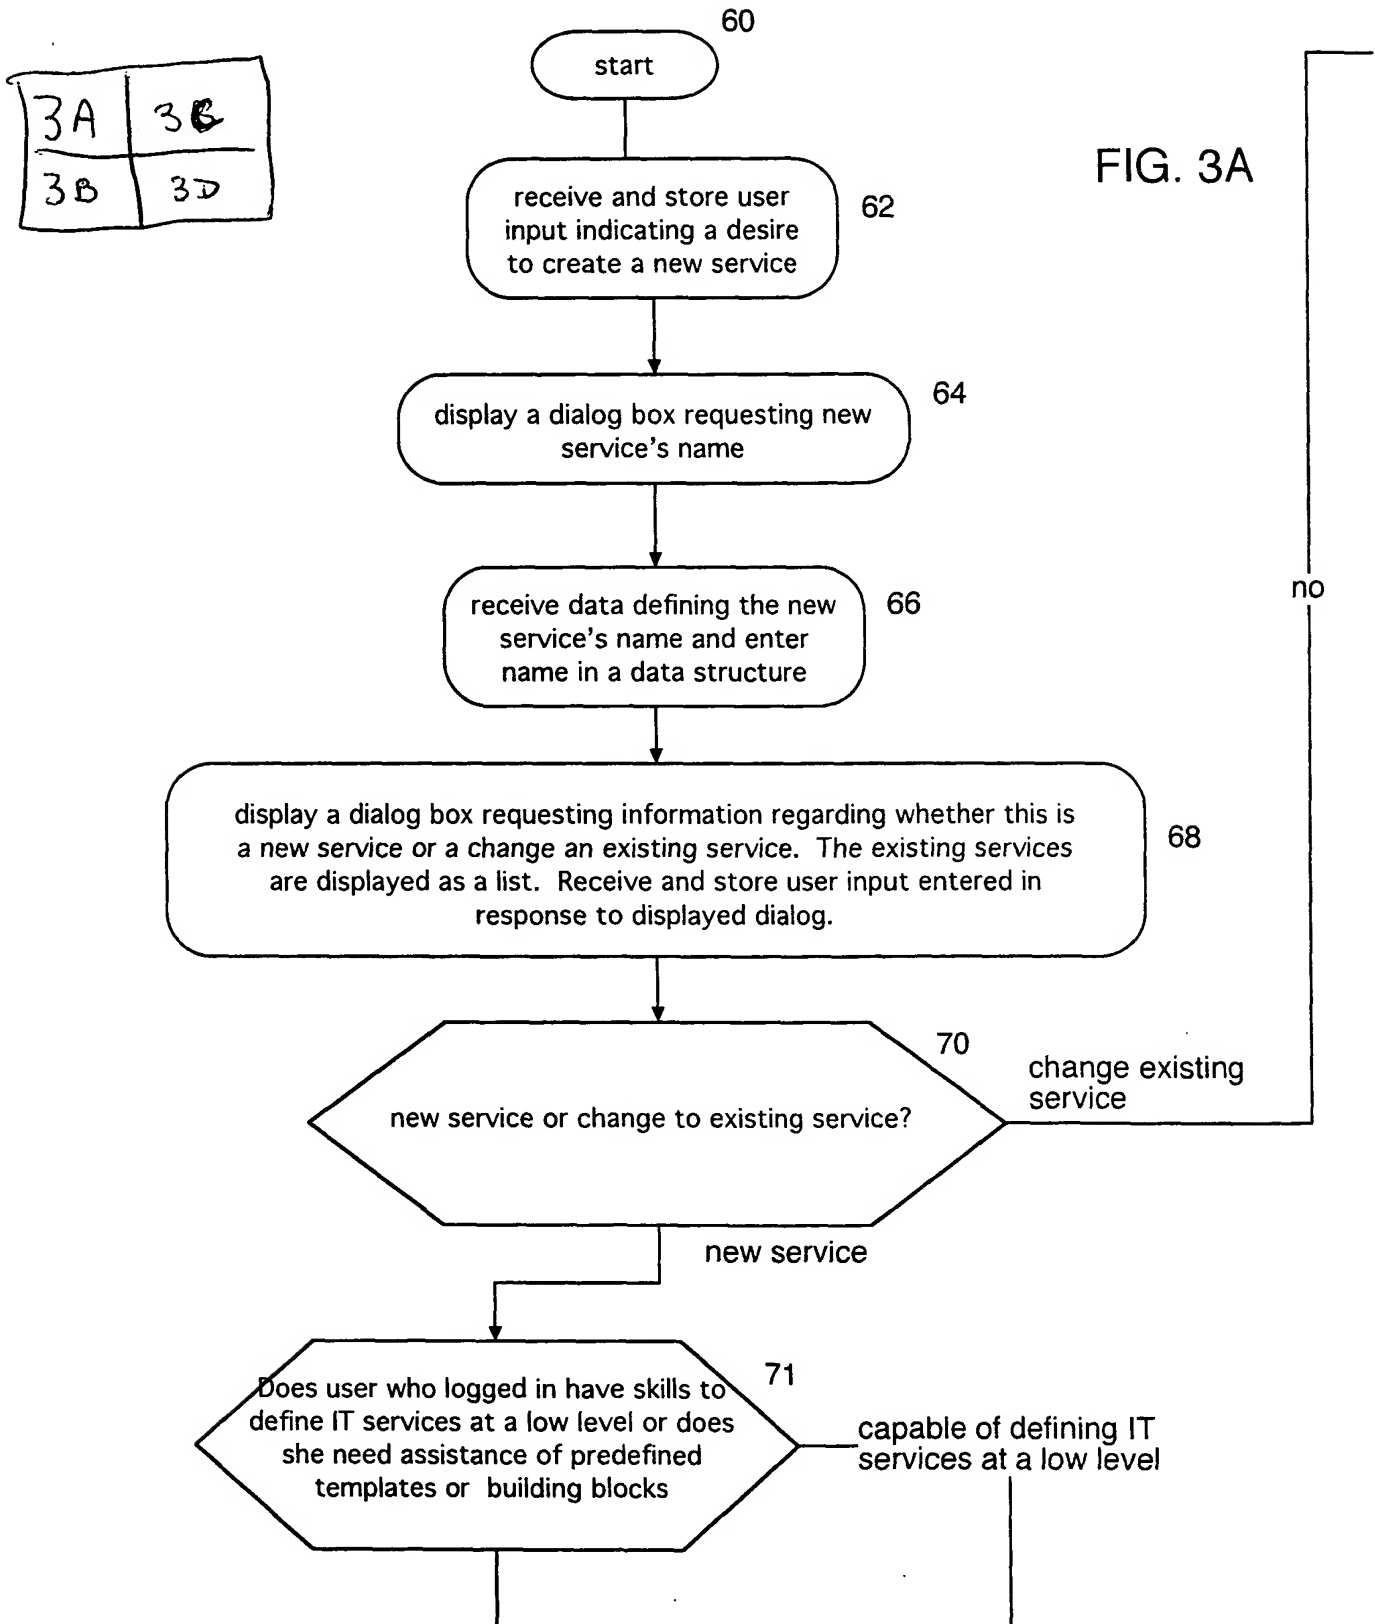 60
start
3A
3C
3B
3D
FIG. 3A
receive and store user
input indicating a desire
to create a new service
62
display a dialog box requesting new
service's name
64
receive data defining the new
service's name and enter
name in a data structure
66
no
display a dialog box requesting information regarding whether this is
a new service or a change an existing service. The existing services
are displayed as a list. Receive and store user input entered in
response to displayed dialog.
68
new service or change to existing service?
70
change existing
service
new service
Does user who logged in have skills to
define IT services at a low level or does
she need assistance of predefined
templates or building blocks
71
capable of defining IT
services at a low level